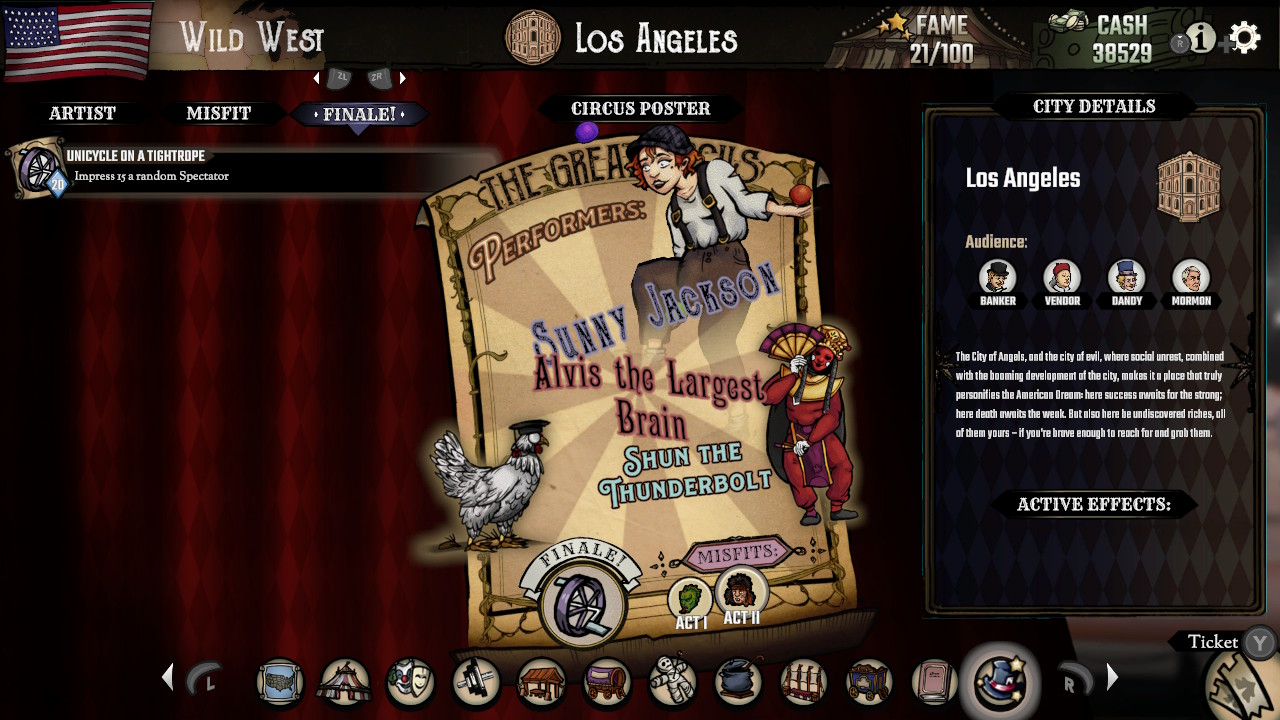 WILD WEST
LOS ANGELES
FAME
21/100
CASH
38529
R
i
ZL
ZR
ARTIST
MISFIT
FINALE!
CIRCUS POSTER
CITY DETAILS
UNICYCLE ON A TIGHTROPE
20
Impress 15 a random Spectator
THE GREAT
PERFORMERS:
SUNNY JACKSON
Alvis the Largest
Brain
SHUN THE
THUNDERBOLT
FINALE!
MISFITS:
ACT I
ACT II
Los Angeles
Audience:
BANKER
VENDOR
DANDY
MORMON
The City of Angels, and the city of evil, where social unrest, combined
with the booming development of the city, makes it a place that truly
personifies the American Dream: here success awaits for the strong;
here death awaits the weak. But also here be undiscovered riches, all
of them yours – if you're brave enough to reach for and grab them.
ACTIVE EFFECTS:
Ticket
Y
L
R